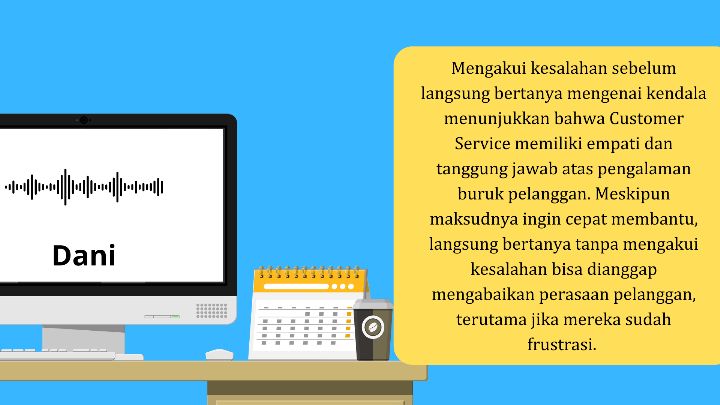 Mengakui kesalahan sebelum
langsung bertanya mengenai kendala
menunjukkan bahwa Customer
Service memiliki empati dan
tanggung jawab atas pengalaman
buruk pelanggan. Meskipun
maksudnya ingin cepat membantu,
langsung bertanya tanpa mengakui
kesalahan bisa dianggap
mengabaikan perasaan pelanggan,
terutama jika mereka sudah
frustrasi.
Dani